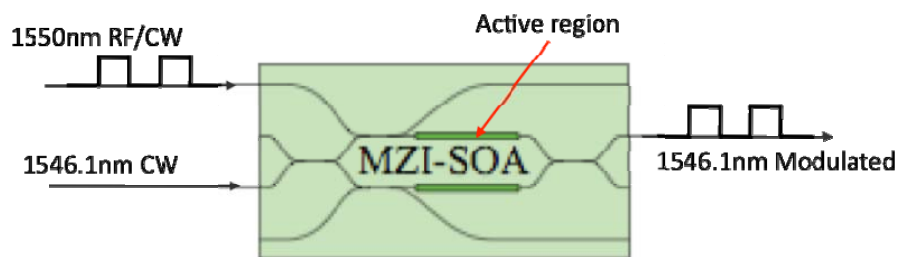 Active region
1550nm RF/CW
MZI-SOA
1546.1nm CW
1546.1nm Modulated